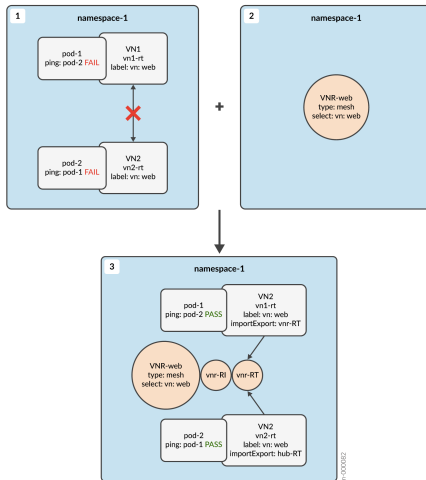 1
namespace-1
pod-1
ping: pod-2 FAIL
VN1
vn1-rt
label: vn: web
pod-2
ping: pod-1 FAIL
VN2
vn2-rt
label: vn: web
+
2
namespace-1
VNR-web
type: mesh
select: vn: web
3
namespace-1
pod-1
ping: pod-2 PASS
VN2
vn1-rt
label: vn: web
importExport: vnr-RT
VNR-web
type: mesh
select: vn: web
vnr-RI
vnr-RT
pod-2
ping: pod-1 PASS
VN2
vn2-rt
label: vn: web
importExport: hub-RT